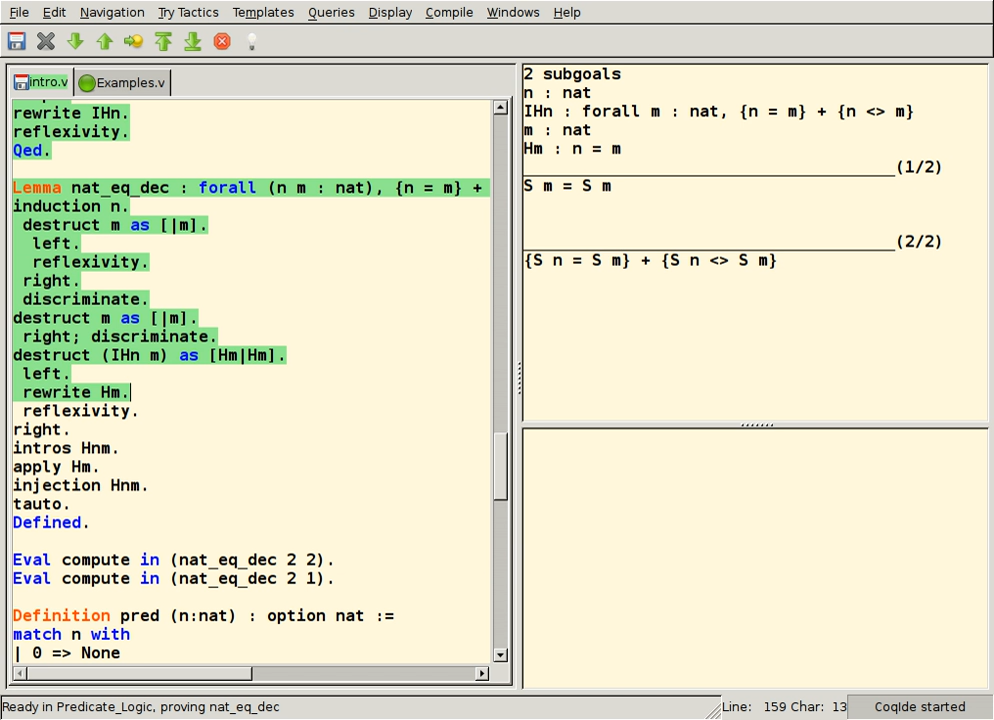 File Edit Navigation Try Tactics Templates Queries Display Compile Windows Help
intro.v Examples.v
rewrite IHn.
reflexivity.
Qed.
Lemma nat_eq_dec : forall (n m : nat), {n = m} +
induction n.
destruct m as [|m].
left.
reflexivity.
right.
discriminate.
destruct m as [|m].
right; discriminate.
destruct (IHn m) as [Hm|Hm].
left.
rewrite Hm.
reflexivity.
right.
intros Hnm.
apply Hm.
injection Hnm.
tauto.
Defined.
Eval compute in (nat_eq_dec 2 2).
Eval compute in (nat_eq_dec 2 1).
Definition pred (n:nat) : option nat :=
match n with
| 0 => None
2 subgoals
n : nat
IHn : forall m : nat, {n = m} + {n <> m}
m : nat
Hm : n = m
(1/2)
S m = S m
(2/2)
{S n = S m} + {S n <> S m}
Ready in Predicate_Logic, proving nat_eq_dec
Line: 159 Char: 13
CoqIde started